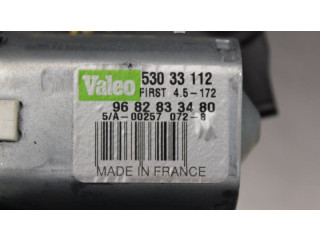 Valeo 530 33 112
FIRST 4.5-172
96 82 83 34 80
5/A-00257 072-8
MADE IN FRANCE